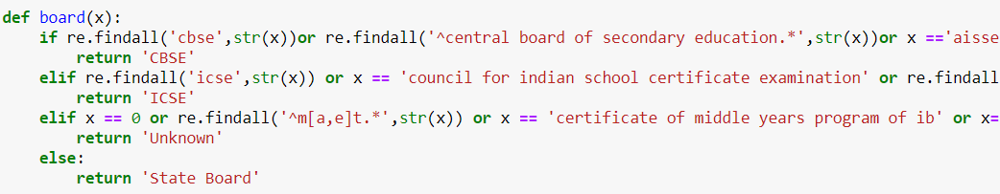 def board(x):
    if re.findall('cbse',str(x))or re.findall('^central board of secondary education.*',str(x))or x =='aisse
        return 'CBSE'
    elif re.findall('icse',str(x)) or x == 'council for indian school certificate examination' or re.findall
        return 'ICSE'
    elif x == 0 or re.findall('^m[a,e]t.*',str(x)) or x == 'certificate of middle years program of ib' or x=
        return 'Unknown'
    else:
        return 'State Board'